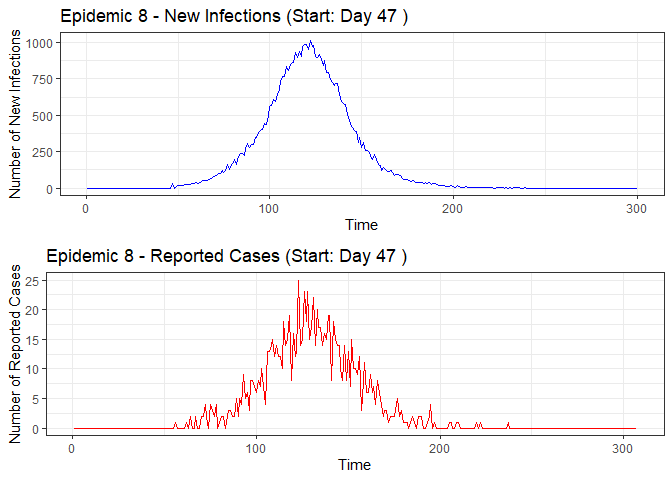 Epidemic 8 - New Infections (Start: Day 47 )
Number of New Infections
1000
750
500
250
0
0 100 200 300
Time
Epidemic 8 - Reported Cases (Start: Day 47 )
Number of Reported Cases
25
20
15
10
5
0
0 100 200 300
Time